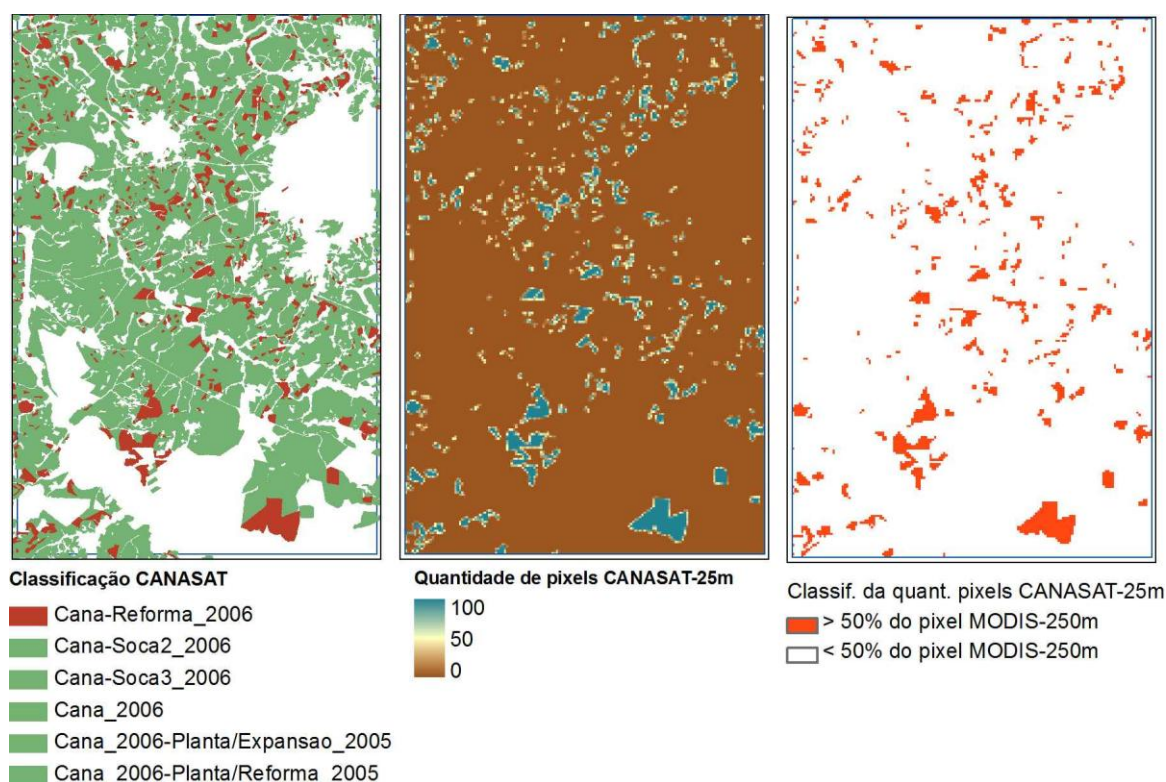 Classificação CANASAT
Cana-Reforma_2006
Cana-Soca2_2006
Cana-Soca3_2006
Cana_2006
Cana_2006-Planta/Expansao_2005
Cana_2006-Planta/Reforma_2005
Quantidade de pixels CANASAT-25m
100
50
0
Classif. da quant. pixels CANASAT-25m
> 50% do pixel MODIS-250m
< 50% do pixel MODIS-250m